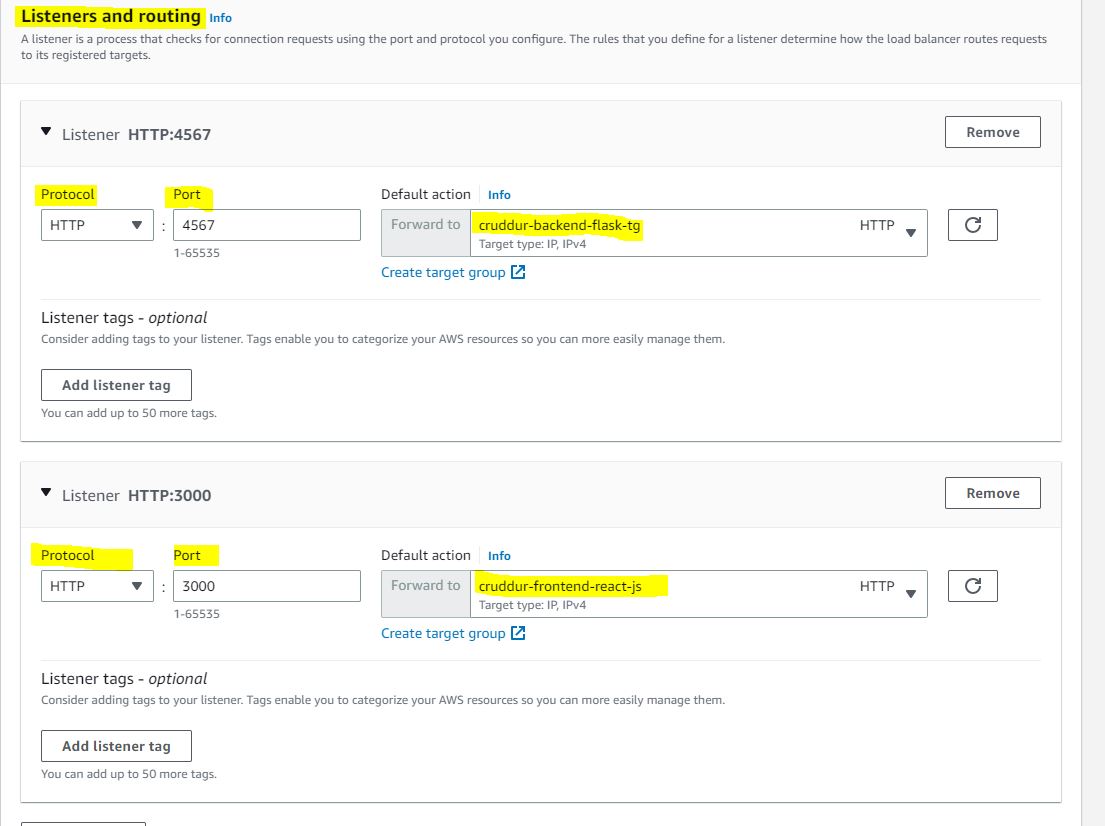 Listeners and routing Info
A listener is a process that checks for connection requests using the port and protocol you configure. The rules that you define for a listener determine how the load balancer routes requests
to its registered targets.
Listener HTTP:4567
Remove
Protocol Port Default action Info
HTTP : 4567 Forward to cruddur-backend-flask-tg HTTP
Target type: IP, IPv4
1-65535
Create target group
Listener tags - optional
Consider adding tags to your listener. Tags enable you to categorize your AWS resources so you can more easily manage them.
Add listener tag
You can add up to 50 more tags.
Listener HTTP:3000
Remove
Protocol Port Default action Info
HTTP : 3000 Forward to cruddur-frontend-react-js HTTP
Target type: IP, IPv4
1-65535
Create target group
Listener tags - optional
Consider adding tags to your listener. Tags enable you to categorize your AWS resources so you can more easily manage them.
Add listener tag
You can add up to 50 more tags.